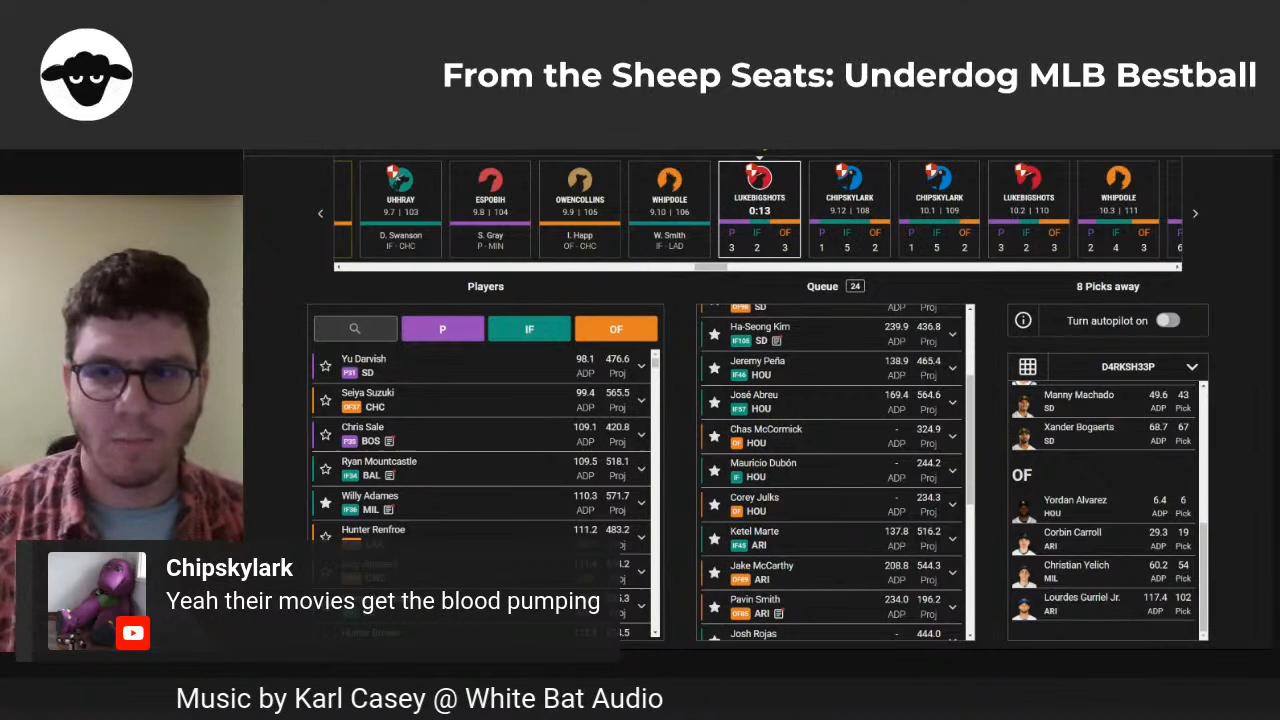 From the Sheep Seats: Underdog MLB Bestball
UHHRAY
9.7 | 103
D. Swanson
IF · CHC
ESPOBIH
9.8 | 104
S. Gray
P · MIN
OWENCOLLINS
9.9 | 105
I. Happ
OF · CHC
WHIPDOLE
9.10 | 106
W. Smith
IF · LAD
LUKEBIGSHOTS
0:13
P IF OF
3 2 3
CHIPSKYLARK
9.12 | 108
P IF OF
1 5 2
CHIPSKYLARK
10.1 | 109
P IF OF
1 5 2
LUKEBIGSHOTS
10.2 | 110
P IF OF
3 2 3
WHIPDOLE
10.3 | 111
P IF OF
2 4 3
Players
P IF OF
Yu Darvish 98.1 476.6
P31 SD ADP Proj
Seiya Suzuki 99.4 565.5
OF37 CHC ADP Proj
Chris Sale 109.1 420.8
P35 BOS ADP Proj
Ryan Mountcastle 109.5 518.1
IF34 BAL ADP Proj
Willy Adames 110.3 571.7
IF36 MIL ADP Proj
Hunter Renfroe 111.2 483.2
Queue 24
SD ADP Proj
Ha-Seong Kim 239.9 436.8
IF105 SD ADP Proj
Jeremy Peña 138.9 465.4
IF46 HOU ADP Proj
José Abreu 169.4 564.6
IF57 HOU ADP Proj
Chas McCormick - 324.9
OF HOU ADP Proj
Mauricio Dubón - 244.2
IF HOU ADP Proj
Corey Julks - 234.3
OF HOU ADP Proj
Ketel Marte 137.8 516.2
IF45 ARI ADP Proj
Jake McCarthy 208.8 544.3
OF69 ARI ADP Proj
Pavin Smith 234.0 196.2
OF85 ARI ADP Proj
Josh Rojas - 444.0
8 Picks away
Turn autopilot on
D4RKSH33P
Manny Machado 49.6 43
SD ADP Pick
Xander Bogaerts 68.7 67
SD ADP Pick
OF
Yordan Alvarez 6.4 6
HOU ADP Pick
Corbin Carroll 29.3 19
ARI ADP Pick
Christian Yelich 60.2 54
MIL ADP Pick
Lourdes Gurriel Jr. 117.4 102
ARI ADP Pick
Chipskylark
Yeah their movies get the blood pumping
Music by Karl Casey @ White Bat Audio